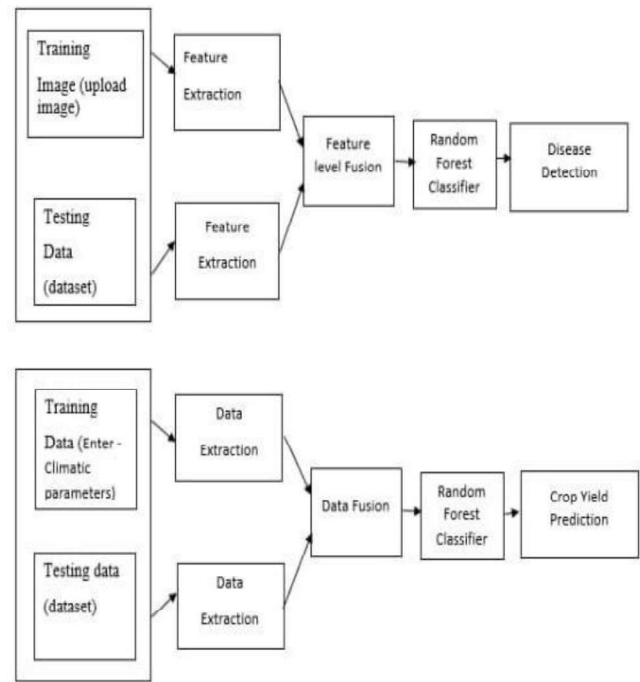 Training
Image (upload
image)
Feature
Extraction
Testing
Data
(dataset)
Feature
Extraction
Feature
level Fusion
Random
Forest
Classifier
Disease
Detection
Training
Data (Enter -
Climatic
parameters)
Data
Extraction
Testing data
(dataset)
Data
Extraction
Data Fusion
Random
Forest
Classifier
Crop Yield
Prediction